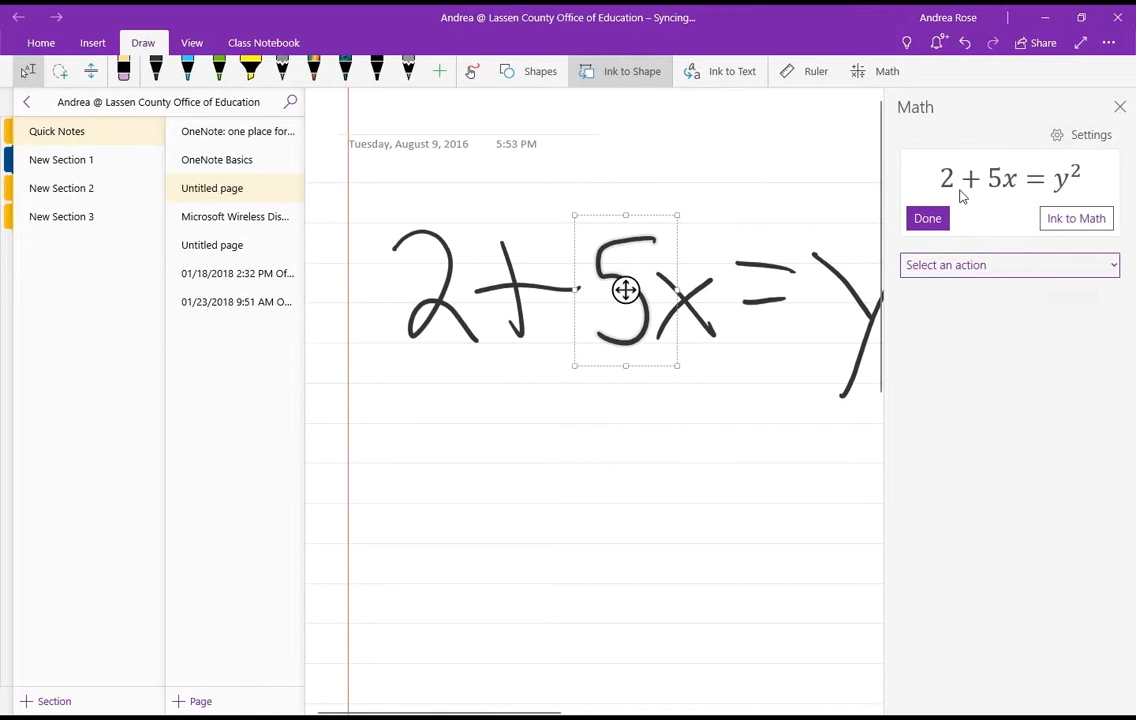 Andrea @ Lassen County Office of Education – Syncing...
Andrea Rose
Home Insert Draw View Class Notebook
9+
Share
Shapes Ink to Shape Ink to Text Ruler Math
Andrea @ Lassen County Office of Education
Quick Notes
New Section 1
New Section 2
New Section 3
OneNote: one place for...
OneNote Basics
Untitled page
Microsoft Wireless Dis...
Untitled page
01/18/2018 2:32 PM Of...
01/23/2018 9:51 AM O...
+ Section
+ Page
Tuesday, August 9, 2016 5:53 PM
2+5x=y
Math
Settings
2 + 5x = y²
Done
Ink to Math
Select an action